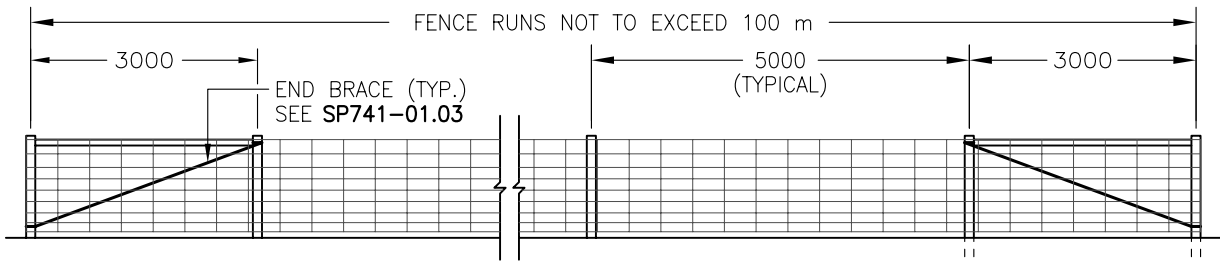 FENCE RUNS NOT TO EXCEED 100 m
3000
5000
(TYPICAL)
3000
END BRACE (TYP.)
SEE SP741-01.03